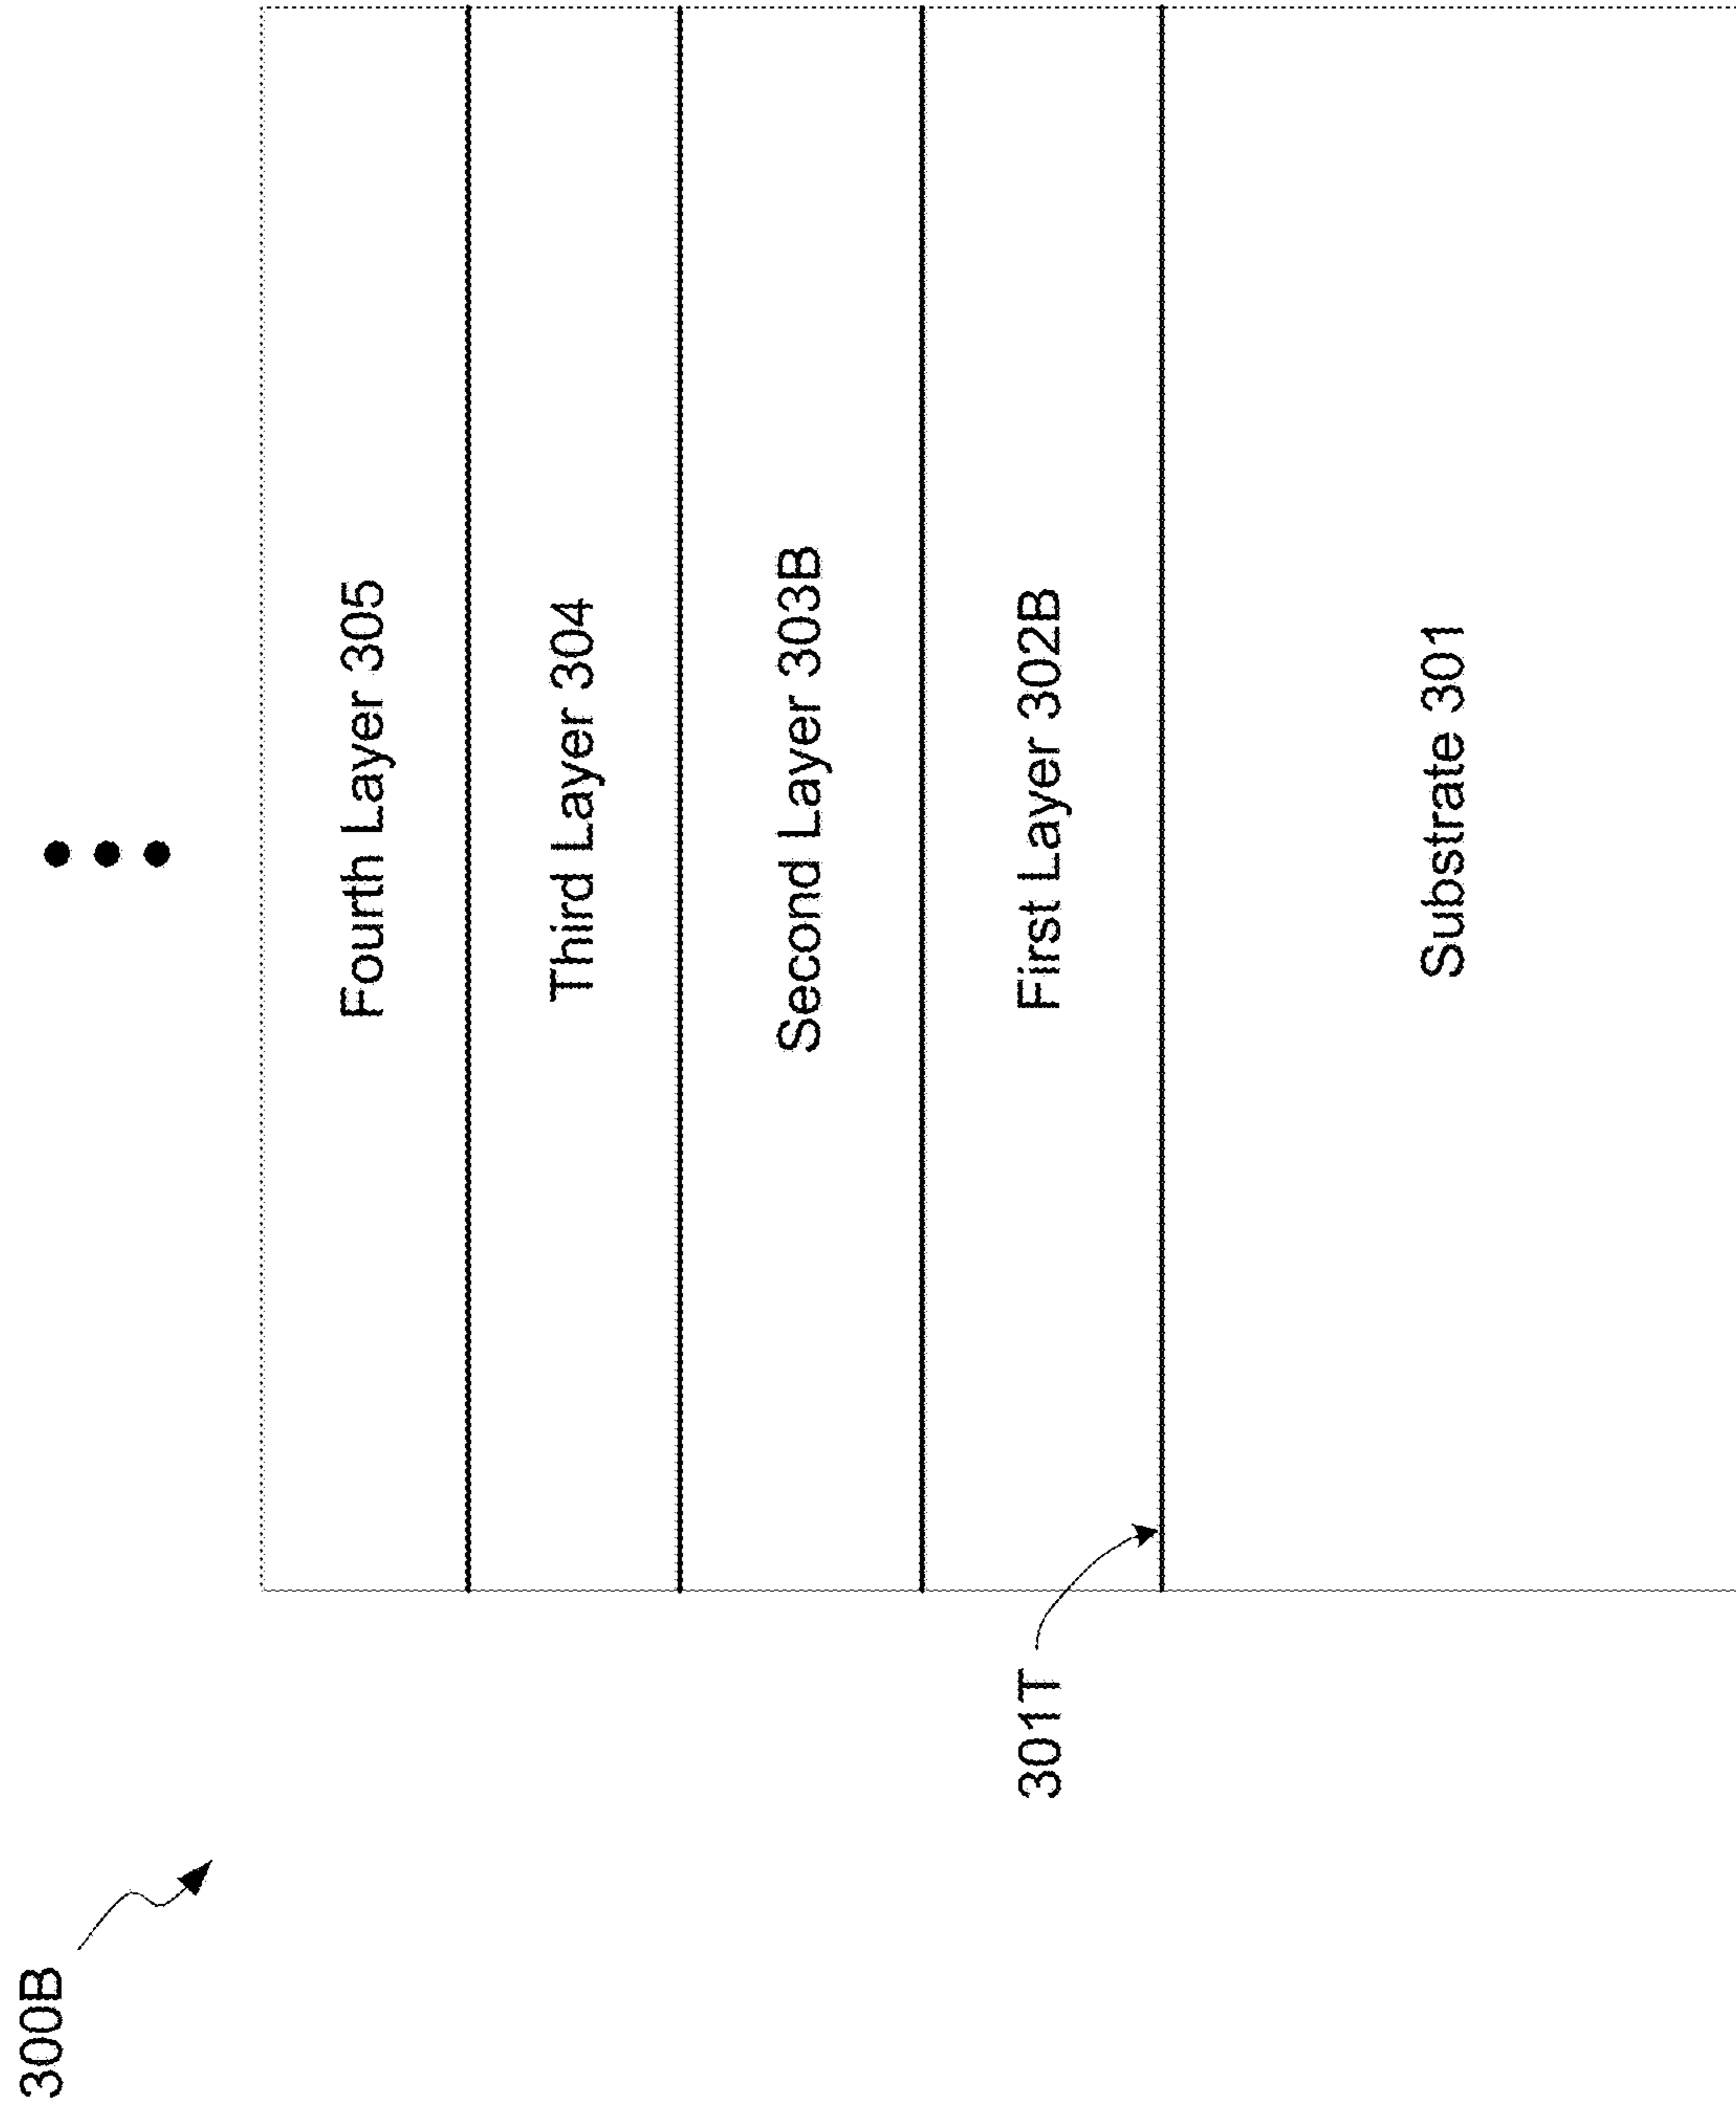 300B
Fourth Layer 305
Third Layer 304
Second Layer 303B
301T
First Layer 302B
Substrate 301